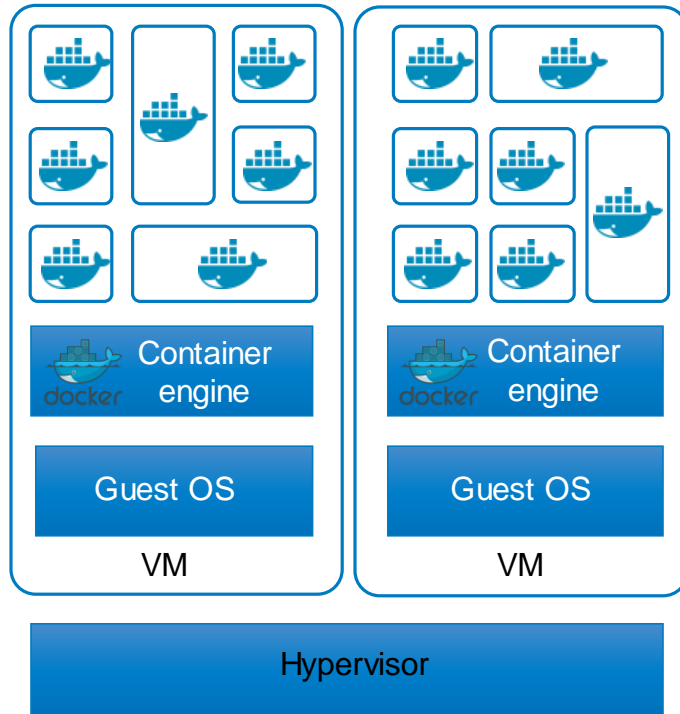 docker
Container
engine
docker
Container
engine
Guest OS
Guest OS
VM
VM
Hypervisor